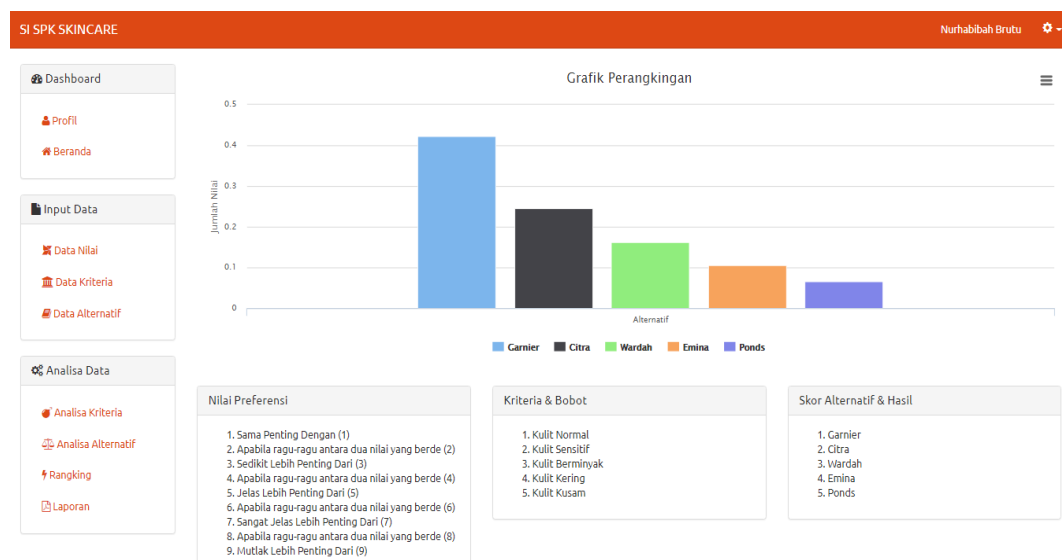 SI SPK SKINCARE
Nurhabibah Brutu
Dashboard
Profil
Beranda
Input Data
Data Nilai
Data Kriteria
Data Alternatif
Analisa Data
Analisa Kriteria
Analisa Alternatif
Rangking
Laporan
Grafik Perangkingan
Jumlah Nilai
0.5
0.4
0.3
0.2
0.1
0
Alternatif
Garnier Citra Wardah Emina Ponds
Nilai Preferensi
1. Sama Penting Dengan (1)
2. Apabila ragu-ragu antara dua nilai yang berde (2)
3. Sedikit Lebih Penting Dari (3)
4. Apabila ragu-ragu antara dua nilai yang berde (4)
5. Jelas Lebih Penting Dari (5)
6. Apabila ragu-ragu antara dua nilai yang berde (6)
7. Sangat Jelas Lebih Penting Dari (7)
8. Apabila ragu-ragu antara dua nilai yang berde (8)
9. Mutlak Lebih Penting Dari (9)
Kriteria & Bobot
1. Kulit Normal
2. Kulit Sensitif
3. Kulit Berminyak
4. Kulit Kering
5. Kulit Kusam
Skor Alternatif & Hasil
1. Garnier
2. Citra
3. Wardah
4. Emina
5. Ponds